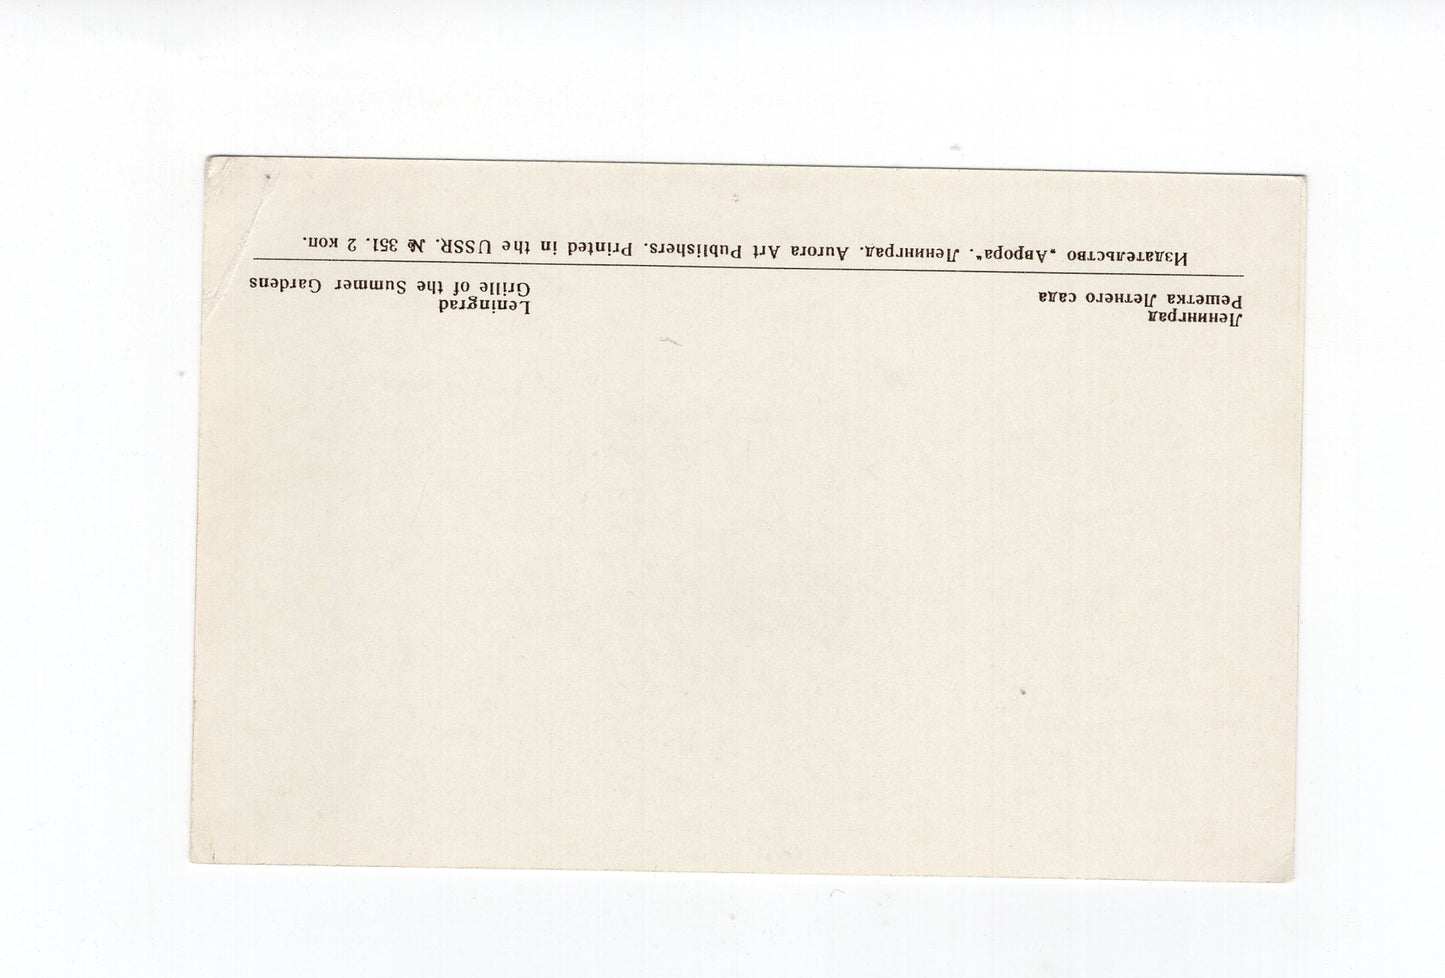 Ленинград
Решетка Летнего сада
Leningrad
Grille of the Summer Gardens
Издательство „Аврора“. Ленинград. Aurora Art Publishers. Printed in the USSR. № 351. 2 коп.